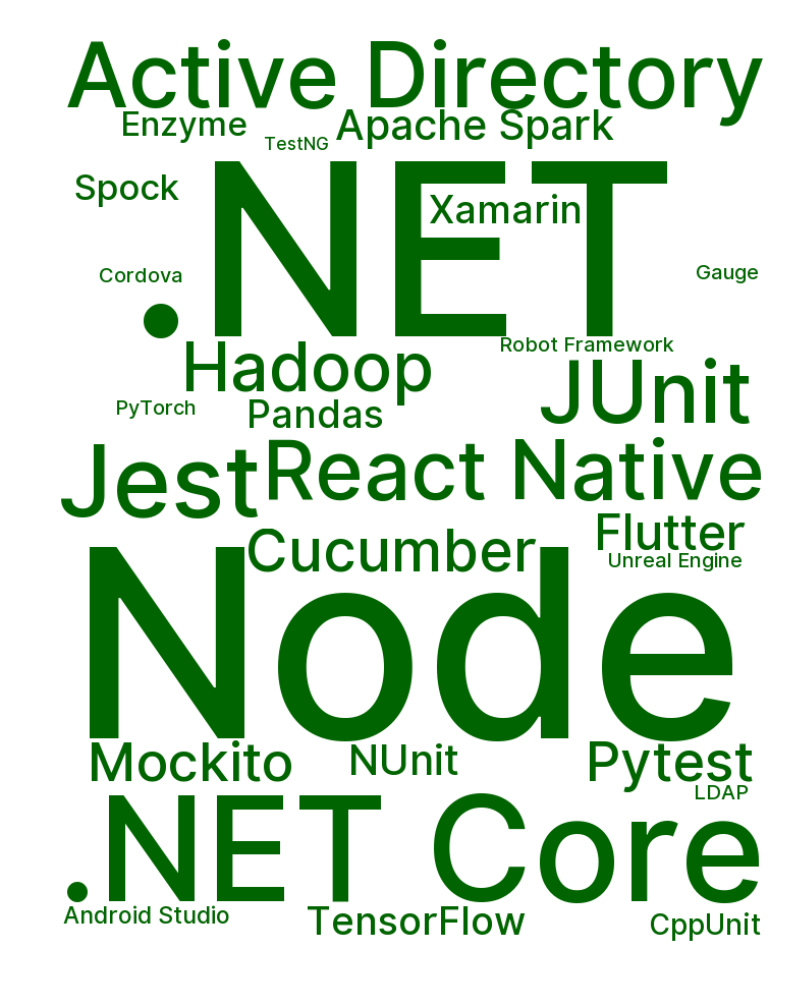 Active Directory
Enzyme
Apache Spark
TestNG
Spock
.NET
Xamarin
Cordova
Gauge
Robot Framework
Hadoop
JUnit
PyTorch
Pandas
Jest
React Native
Flutter
Cucumber
Unreal Engine
Node
Mockito
NUnit
Pytest
LDAP
.NET Core
Android Studio
TensorFlow
CppUnit